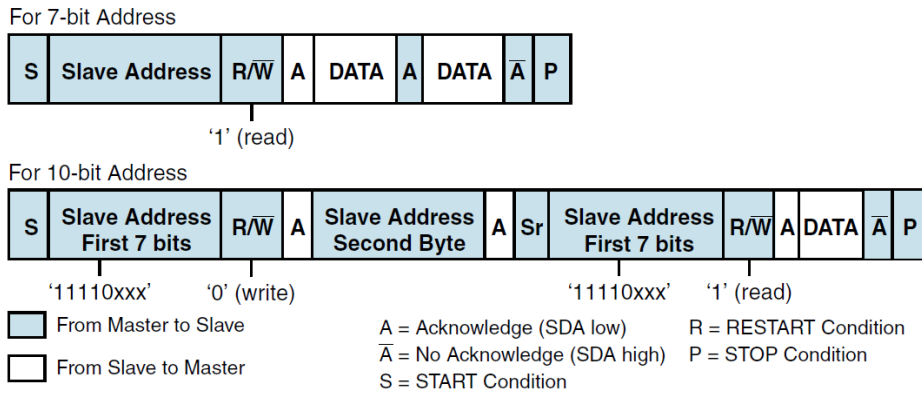 For 7-bit Address
S Slave Address R/W̅ A DATA A DATA A̅ P
‘1’ (read)
For 10-bit Address
S Slave Address First 7 bits R/W̅ A Slave Address Second Byte A Sr Slave Address First 7 bits R/W̅ A DATA A̅ P
‘11110xxx’ ‘0’ (write) ‘11110xxx’ ‘1’ (read)
From Master to Slave
From Slave to Master
A = Acknowledge (SDA low)
A̅ = No Acknowledge (SDA high)
S = START Condition
R = RESTART Condition
P = STOP Condition